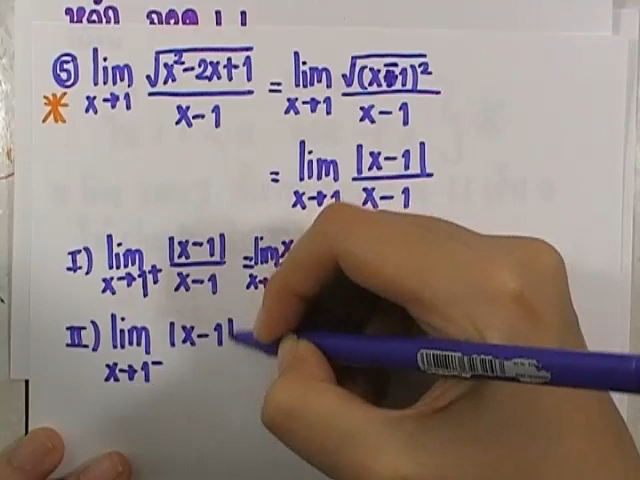 ⑤ lim x→1 √(x²-2x+1) / x-1 = lim x→1 √(x-1)² / x-1
* = lim x→1 |x-1| / x-1
I) lim x→1+ |x-1| / x-1 = lim x
II) lim x→1- |x-1|